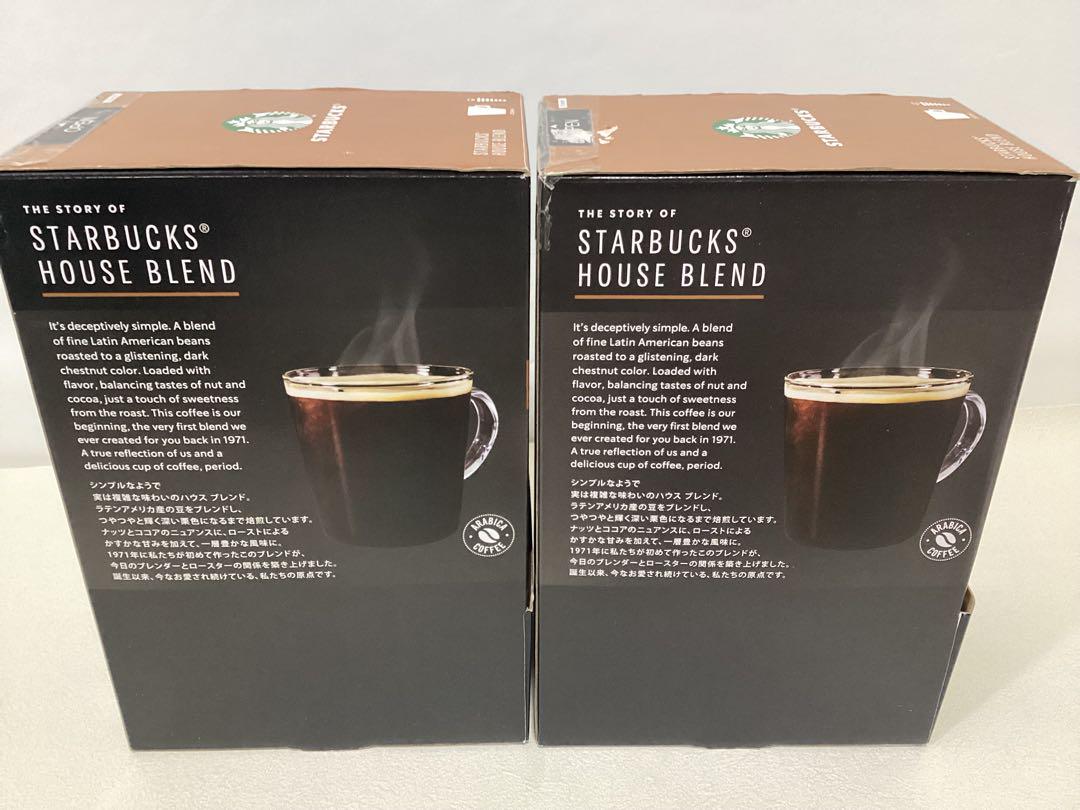 OPEN
STARBUCKS
STARBUCKS
HOUSE BLEND
THE STORY OF
STARBUCKS®
HOUSE BLEND
It's deceptively simple. A blend
of fine Latin American beans
roasted to a glistening, dark
chestnut color. Loaded with
flavor, balancing tastes of nut and
cocoa, just a touch of sweetness
from the roast. This coffee is our
beginning, the very first blend we
ever created for you back in 1971.
A true reflection of us and a
delicious cup of coffee, period.
シンプルなようで
実は複雑な味わいのハウス ブレンド。
ラテンアメリカ産の豆をブレンドし、
つやつやと輝く深い栗色になるまで焙煎しています。
ナッツとココアのニュアンスに、ローストによる
かすかな甘みを加えて、一層豊かな風味に。
1971年に私たちが初めて作ったこのブレンドが、
今日のブレンダーとロースターの関係を築き上げました。
誕生以来、今なお愛され続けている、私たちの原点です。
ARABICA
COFFEE
OPEN
STARBUCKS
STARBUCKS
HOUSE BLEND
THE STORY OF
STARBUCKS®
HOUSE BLEND
It's deceptively simple. A blend
of fine Latin American beans
roasted to a glistening, dark
chestnut color. Loaded with
flavor, balancing tastes of nut and
cocoa, just a touch of sweetness
from the roast. This coffee is our
beginning, the very first blend we
ever created for you back in 1971.
A true reflection of us and a
delicious cup of coffee, period.
シンプルなようで
実は複雑な味わいのハウス ブレンド。
ラテンアメリカ産の豆をブレンドし、
つやつやと輝く深い栗色になるまで焙煎しています。
ナッツとココアのニュアンスに、ローストによる
かすかな甘みを加えて、一層豊かな風味に。
1971年に私たちが初めて作ったこのブレンドが、
今日のブレンダーとロースターの関係を築き上げました。
誕生以来、今なお愛され続けている、私たちの原点です。
ARABICA
COFFEE